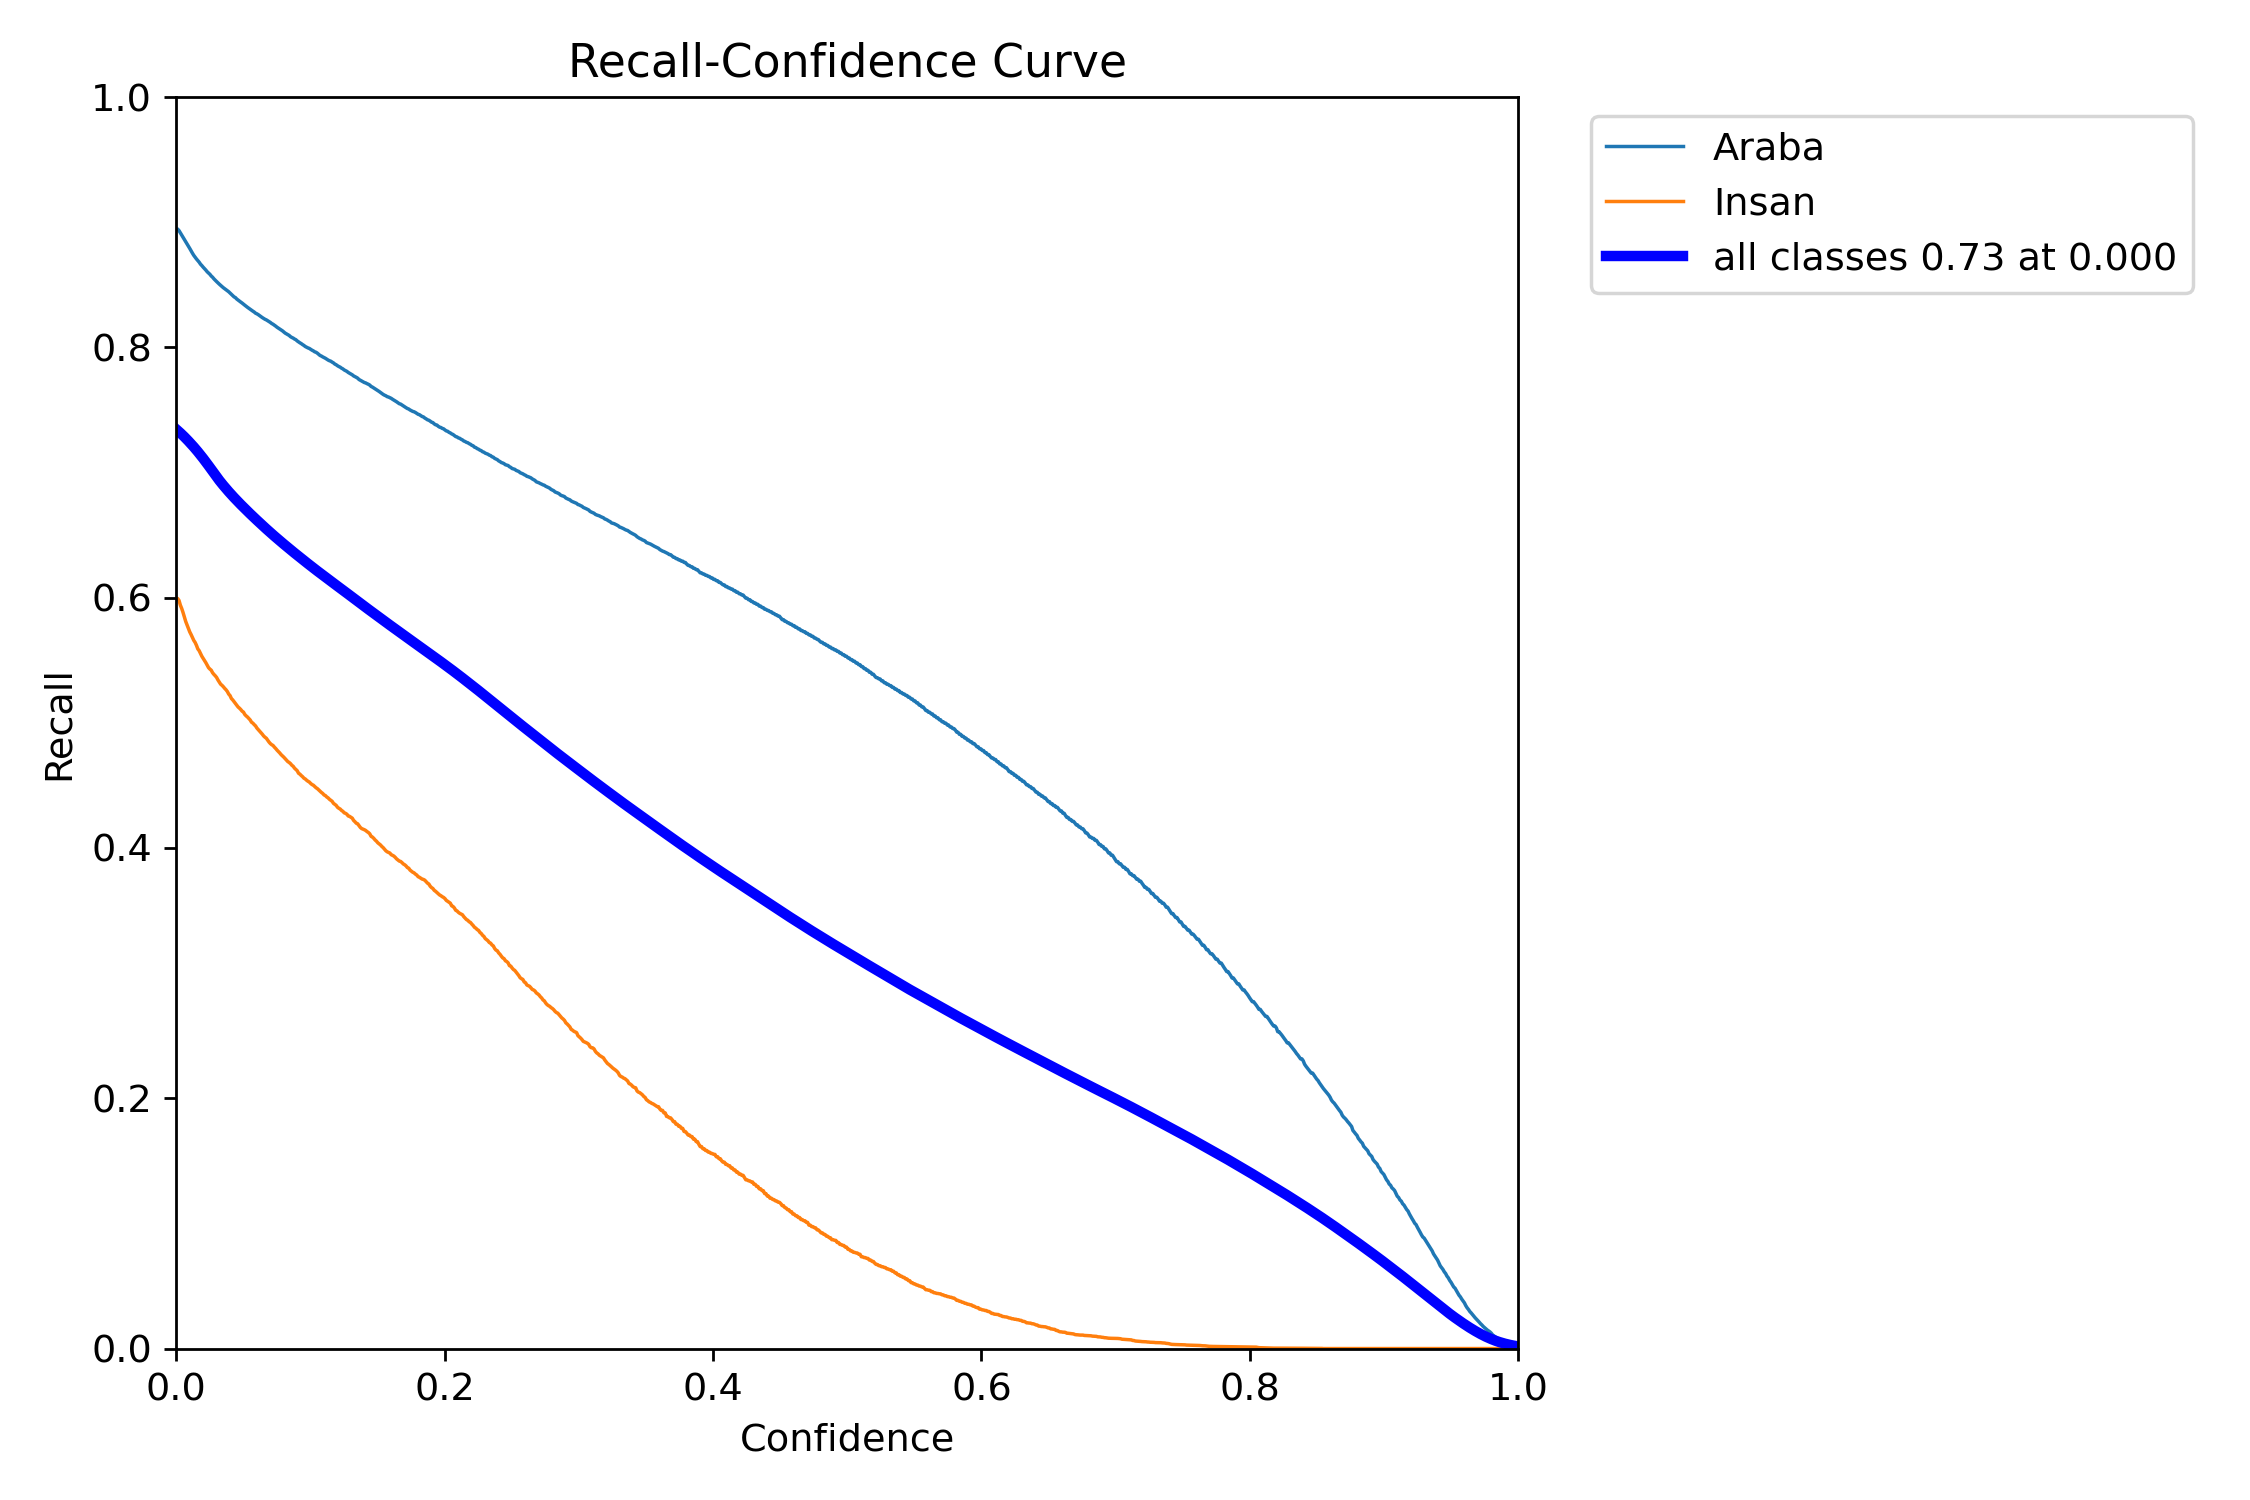 Recall-Confidence Curve
1.0
0.8
0.6
0.4
0.2
0.0
Recall
0.0 0.2 0.4 0.6 0.8 1.0
Confidence
Araba
Insan
all classes 0.73 at 0.000